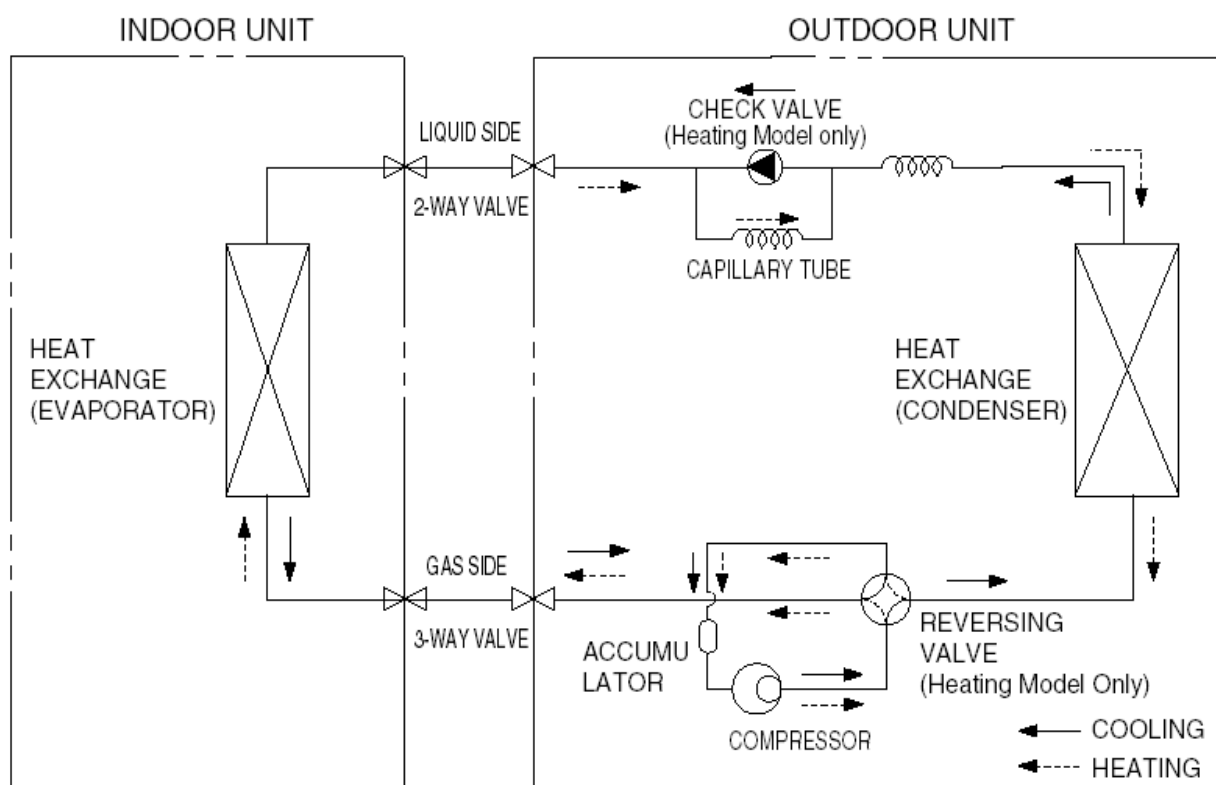 INDOOR UNIT
OUTDOOR UNIT
LIQUID SIDE
CHECK VALVE
(Heating Model only)
2-WAY VALVE
CAPILLARY TUBE
HEAT
EXCHANGE
(EVAPORATOR)
HEAT
EXCHANGE
(CONDENSER)
GAS SIDE
3-WAY VALVE
ACCUMU
LATOR
REVERSING
VALVE
(Heating Model Only)
COMPRESSOR
COOLING
HEATING